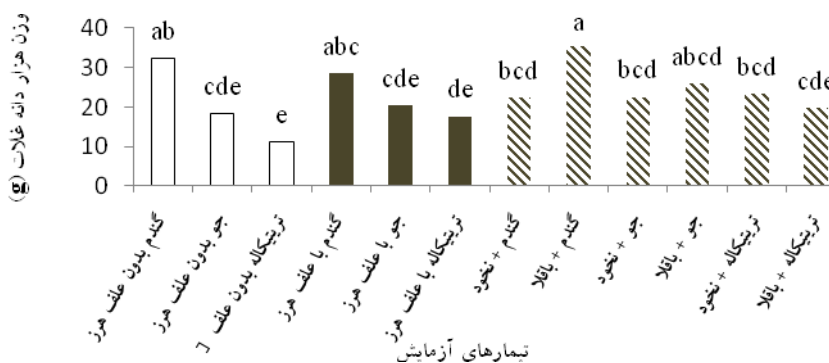 وزن هزار دانه غلات (g)
40
30
20
10
0
ab
cde
e
abc
cde
de
bcd
a
bcd
abcd
bcd
cde
گندم بدون علف هرز
جو بدون علف هرز
تریتیکاله بدون علف
گندم با علف هرز
جو با علف هرز
تریتیکاله با علف هرز
گندم + نخود
گندم + باقلا
جو + نخود
جو + باقلا
تریتیکاله + نخود
تریتیکاله + باقلا
تیمارهای آزمایش